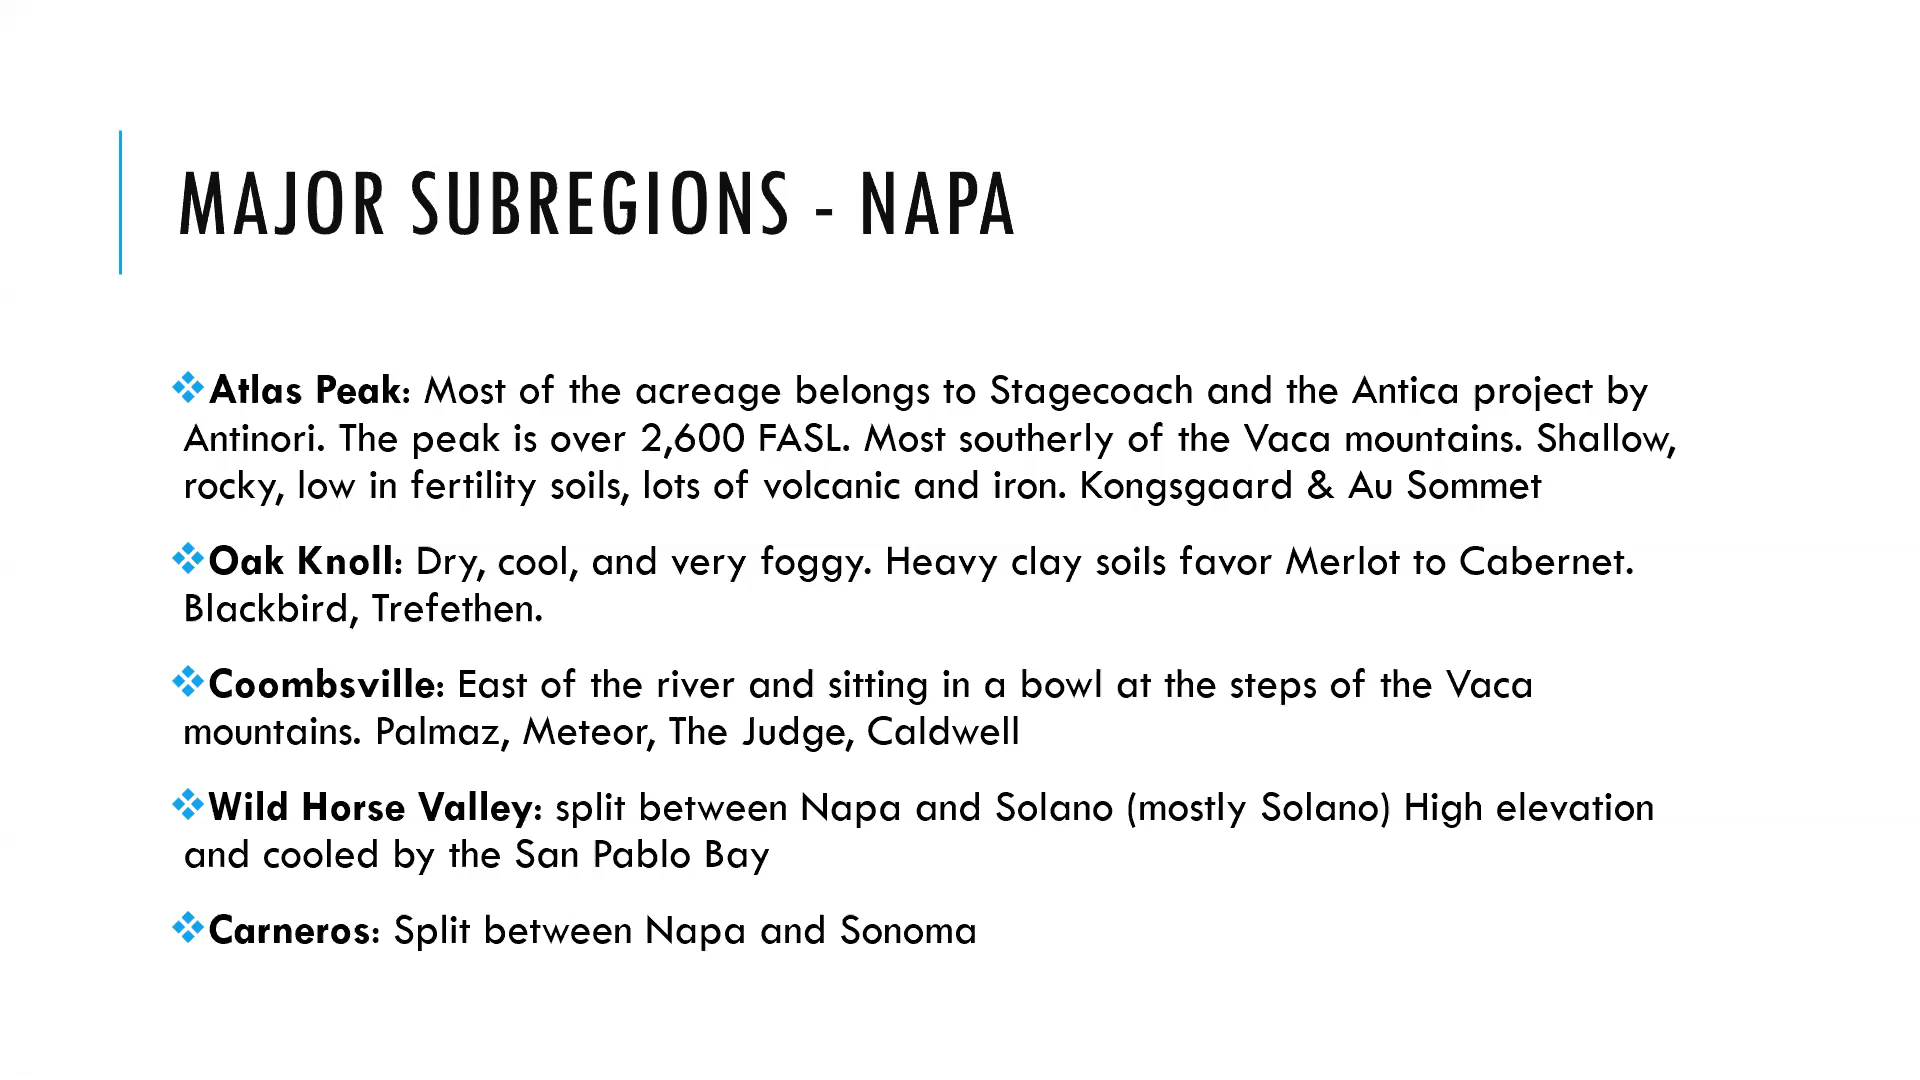 MAJOR SUBREGIONS - NAPA
Atlas Peak: Most of the acreage belongs to Stagecoach and the Antica project by
Antinori. The peak is over 2,600 FASL. Most southerly of the Vaca mountains. Shallow,
rocky, low in fertility soils, lots of volcanic and iron. Kongsgaard & Au Sommet
Oak Knoll: Dry, cool, and very foggy. Heavy clay soils favor Merlot to Cabernet.
Blackbird, Trefethen.
Coombsville: East of the river and sitting in a bowl at the steps of the Vaca
mountains. Palmaz, Meteor, The Judge, Caldwell
Wild Horse Valley: split between Napa and Solano (mostly Solano) High elevation
and cooled by the San Pablo Bay
Carneros: Split between Napa and Sonoma